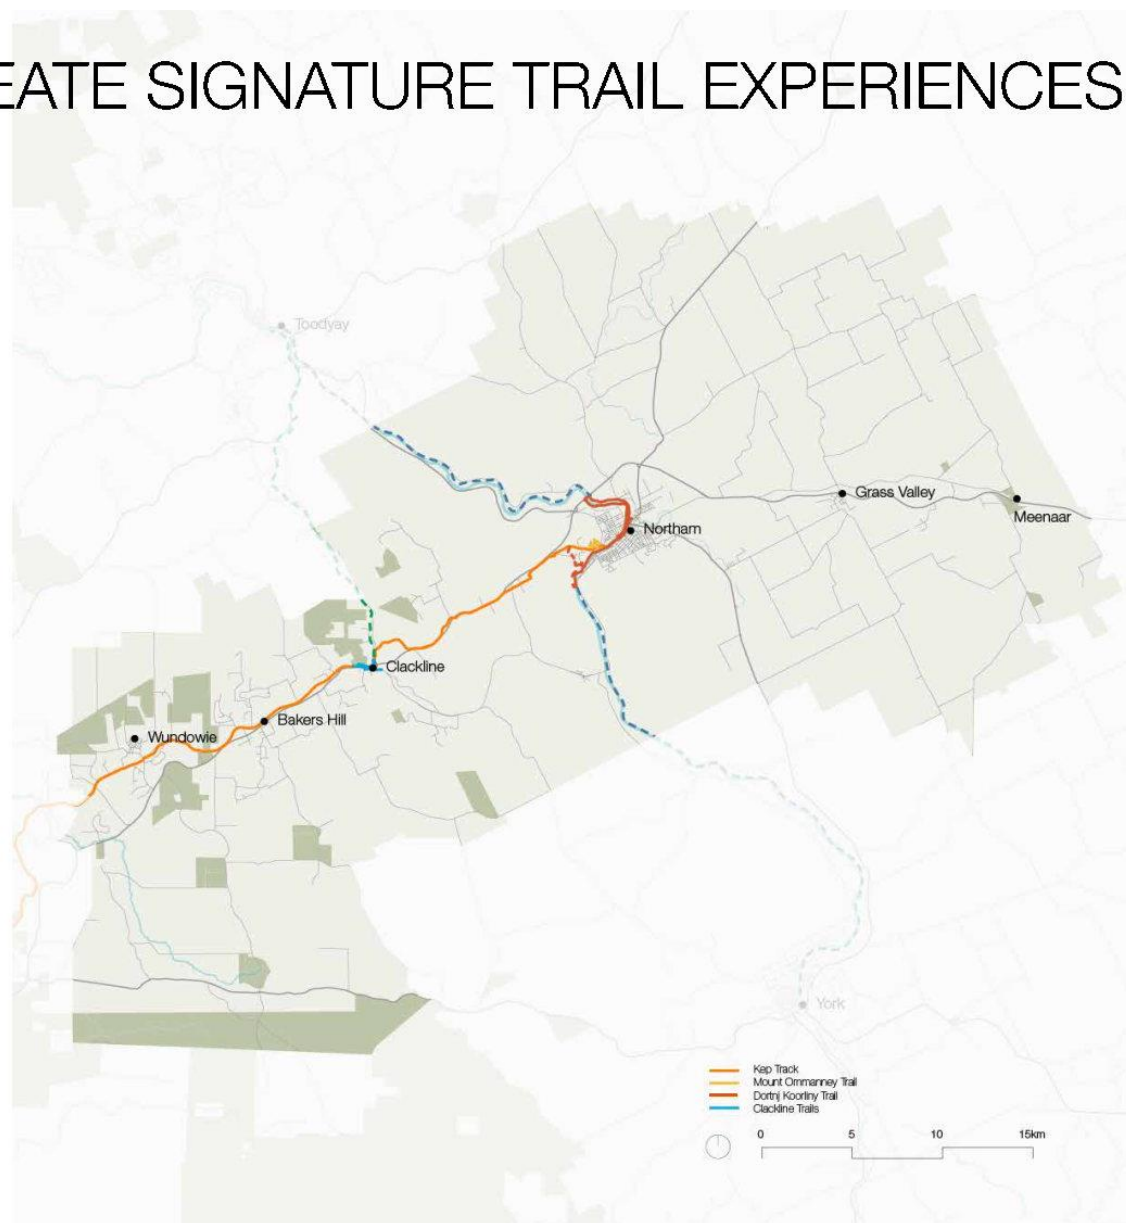 EATE SIGNATURE TRAIL EXPERIENCES
Toodyay
Grass Valley
Meenaar
Northam
Clackline
Bakers Hill
Wundowie
York
Kep Track
Mount Ommanney Trail
Dortnj Koorliny Trail
Clackline Trails
0 5 10 15km